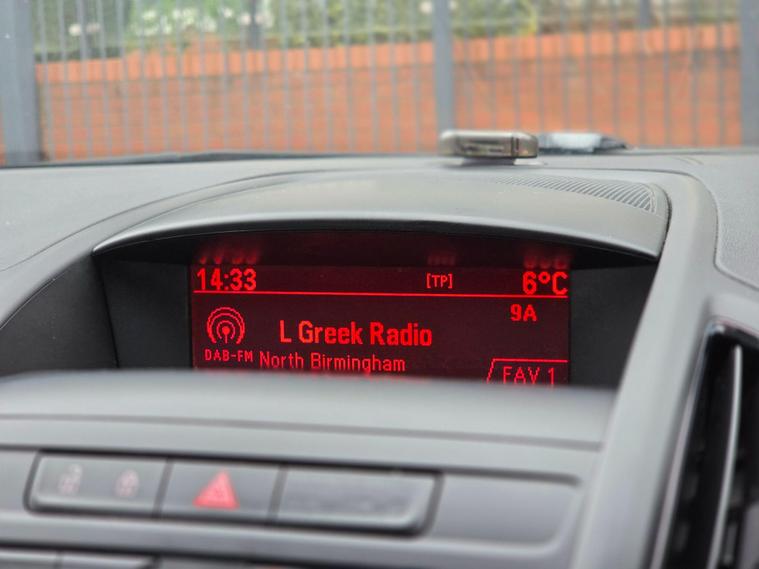 14:33 [TP] 6°C
9A
L Greek Radio
DAB-FM North Birmingham
FAV 1